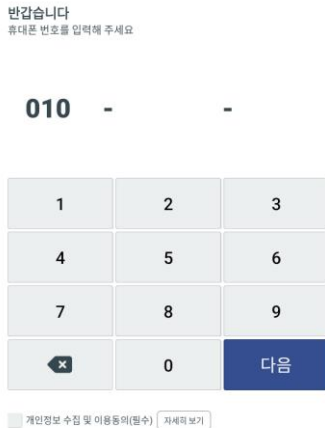 반갑습니다
휴대폰 번호를 입력해 주세요
010 - -
1 2 3
4 5 6
7 8 9
0 다음
개인정보 수집 및 이용동의(필수) 자세히 보기